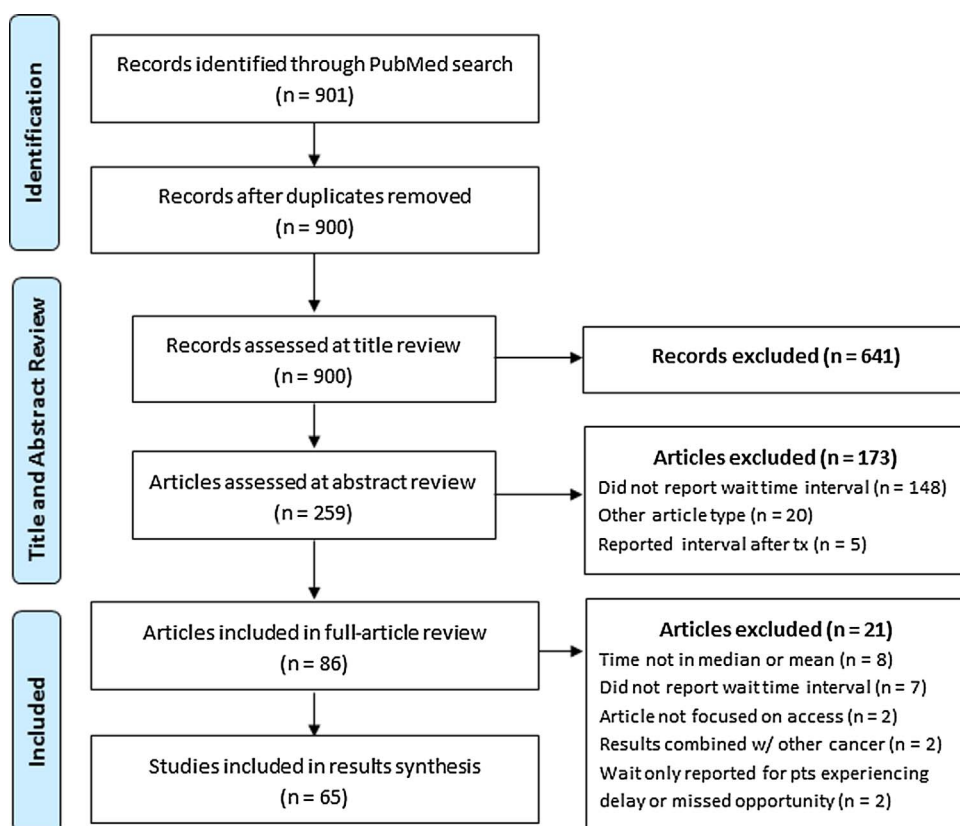 Identification
Records identified through PubMed search
(n = 901)
Records after duplicates removed
(n = 900)
Title and Abstract Review
Records assessed at title review
(n = 900)
Records excluded (n = 641)
Articles assessed at abstract review
(n = 259)
Articles excluded (n = 173)
Did not report wait time interval (n = 148)
Other article type (n = 20)
Reported interval after tx (n = 5)
Included
Articles included in full-article review
(n = 86)
Articles excluded (n = 21)
Time not in median or mean (n = 8)
Did not report wait time interval (n = 7)
Article not focused on access (n = 2)
Results combined w/ other cancer (n = 2)
Wait only reported for pts experiencing
delay or missed opportunity (n = 2)
Studies included in results synthesis
(n = 65)